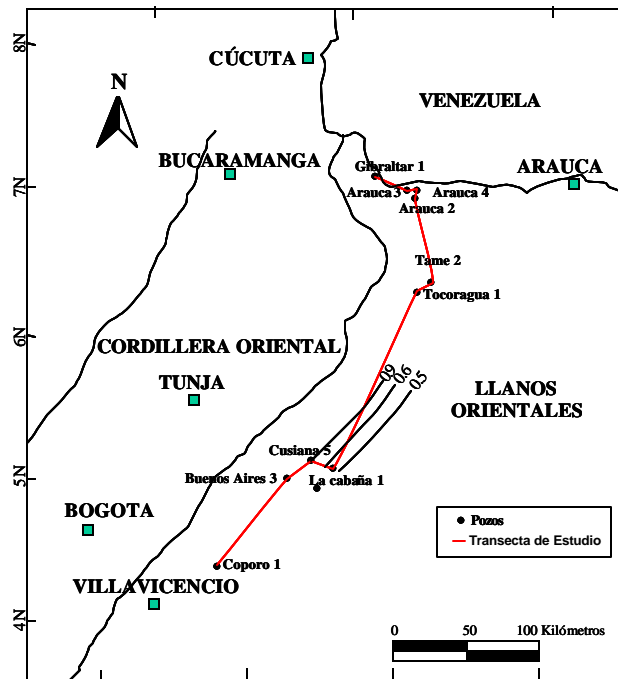 8N
CÚCUTA
N
VENEZUELA
BUCARAMANGA
Gibraltar 1
ARAUCA
7N
Arauca 3
Arauca 4
Arauca 2
Tame 2
Tocoragua 1
6N
CORDILLERA ORIENTAL
TUNJA
0.9
0.6
0.5
LLANOS
ORIENTALES
Cusiana 5
5N
Buenos Aires 3
La cabaña 1
BOGOTA
Pozos
Transecta de Estudio
Coporo 1
VILLAVICENCIO
4N
0 50 100 Kilómetros